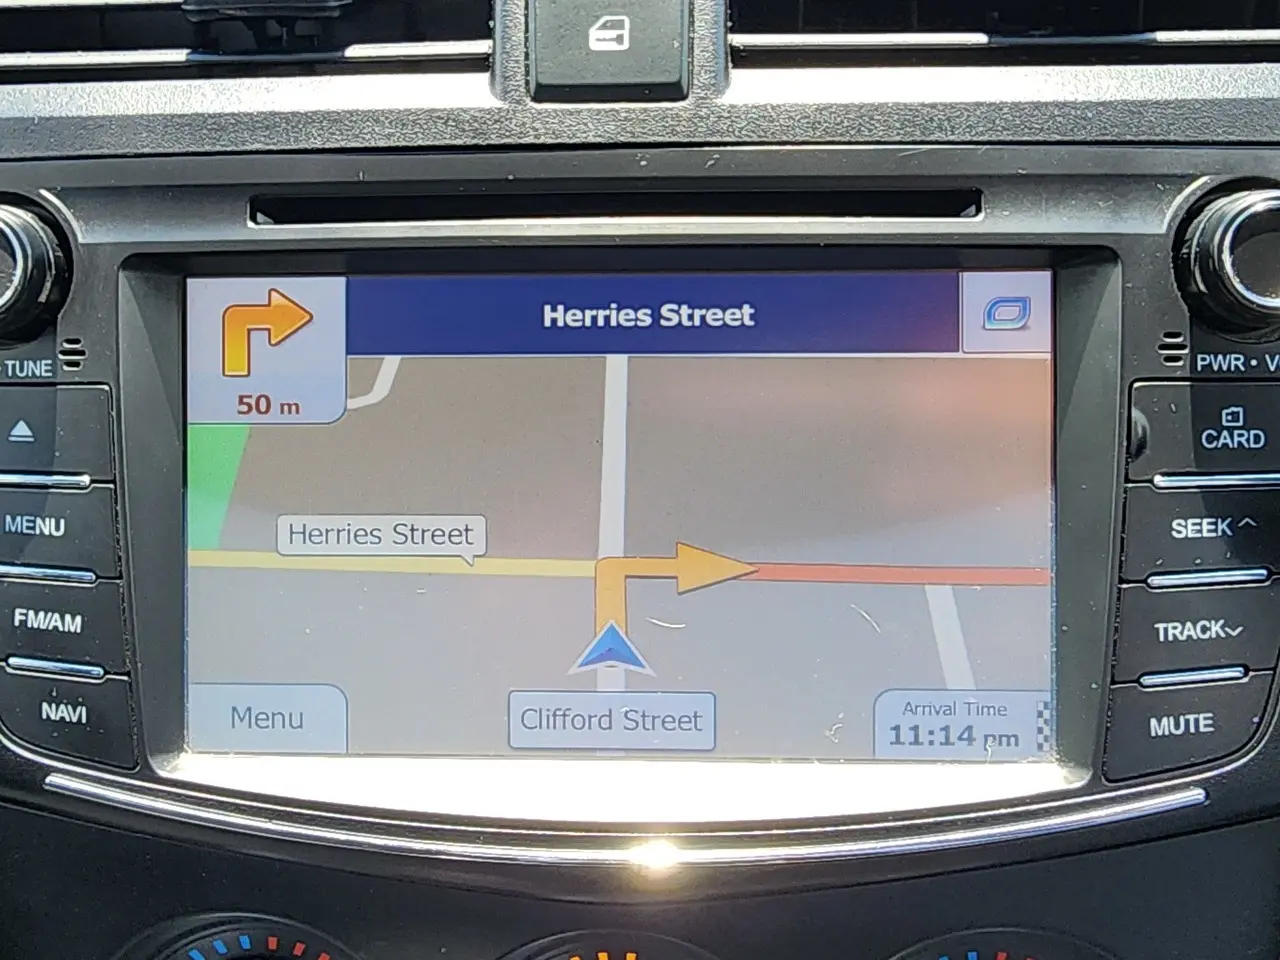 Herries Street
50 m
TUNE
PWR • V
CARD
MENU
SEEK
Herries Street
FM/AM
TRACK
NAVI
MUTE
Menu
Clifford Street
Arrival Time
11:14 pm